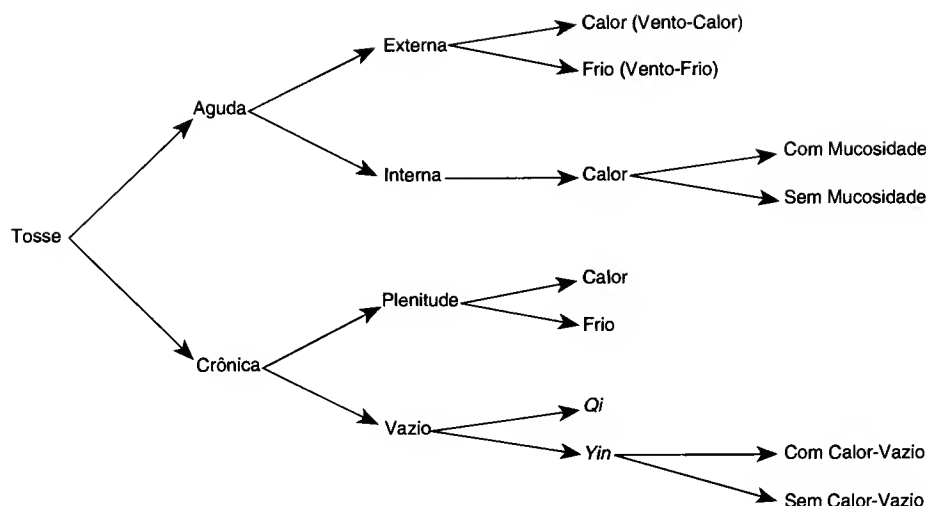 Calor (Vento-Calor)
Externa
Frio (Vento-Frio)
Aguda
Com Mucosidade
Interna
Calor
Sem Mucosidade
Tosse
Calor
Plenitude
Frio
Crônica
Qi
Vazio
Yin
Com Calor-Vazio
Sem Calor-Vazio